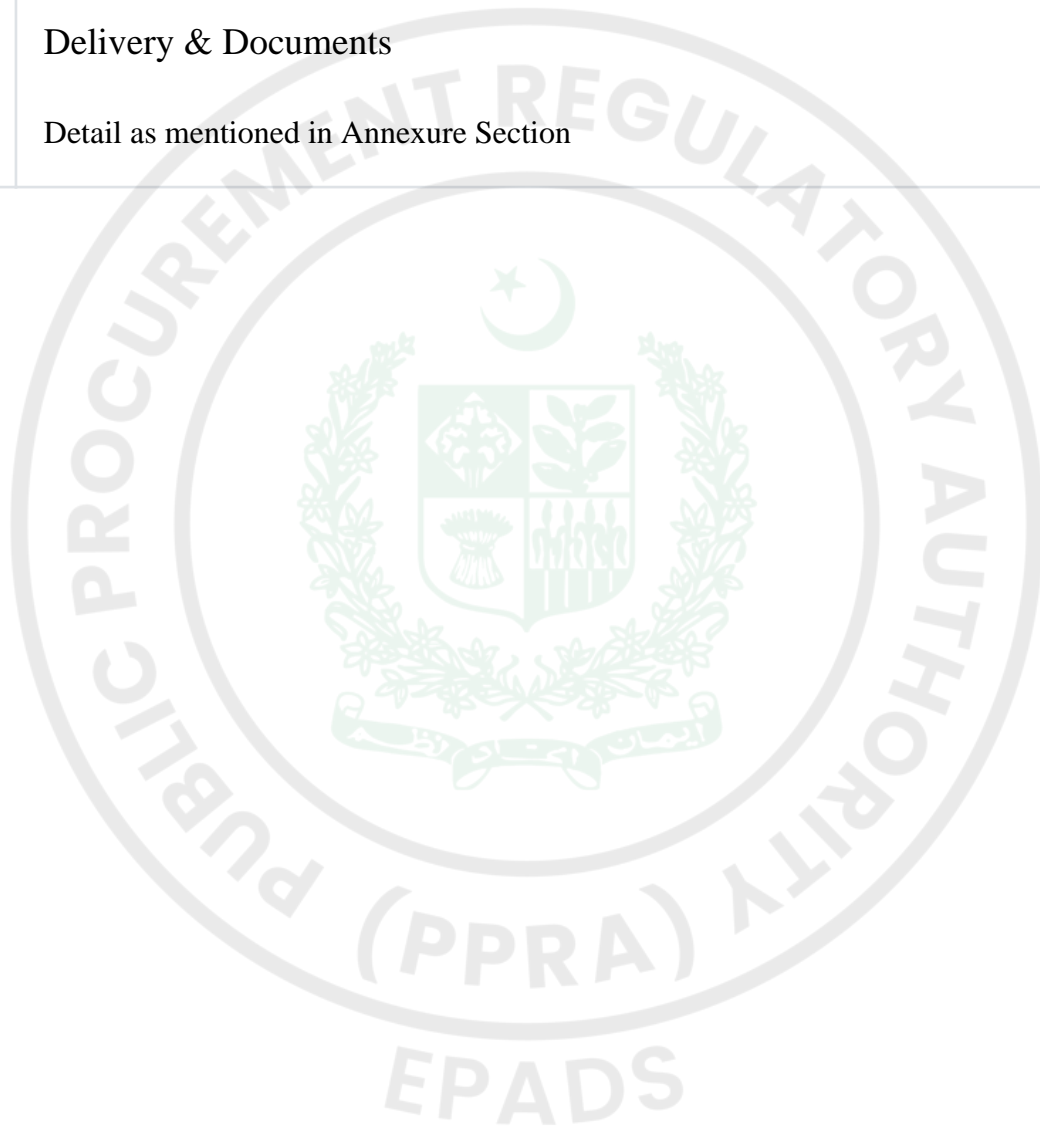 Delivery & Documents
Detail as mentioned in Annexure Section
PUBLIC PROCUREMENT REGULATORY AUTHORITY
(PPRA)
EPADS